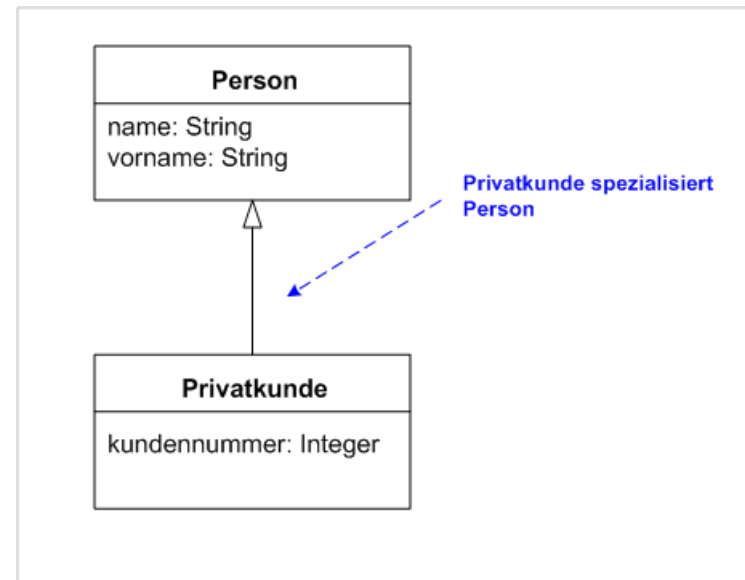 Person
name: String
vorname: String
Privatkunde spezialisiert
Person
Privatkunde
kundennummer: Integer